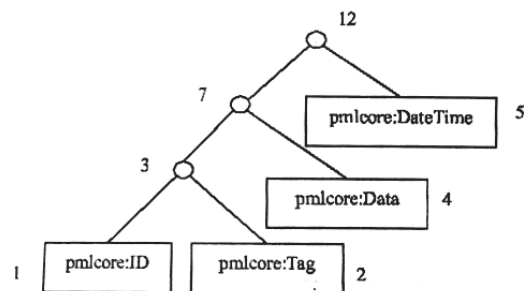 12
7
pmlcore:DateTime 5
3
pmlcore:Data 4
1 pmlcore:ID pmlcore:Tag 2